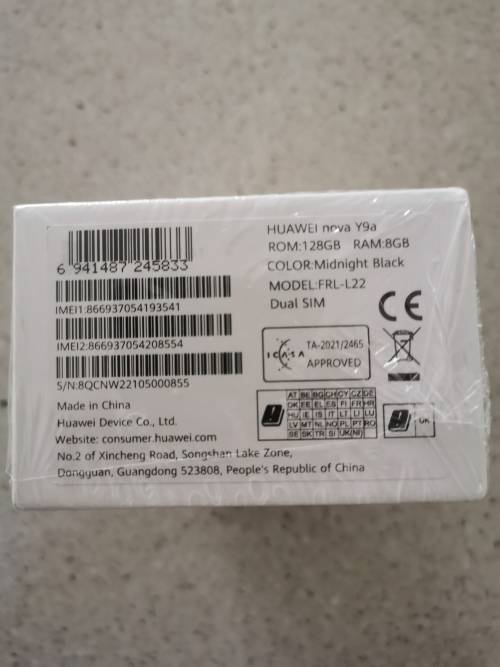 HUAWEI nova Y9a
ROM:128GB RAM:8GB
COLOR:Midnight Black
MODEL:FRL-L22
Dual SIM
CE
6 941487 245833
IMEI1:866937054193541
IMEI2:866937054208554
S/N:8QCNW22105000855
ICASA
TA-2021/2465
APPROVED
AT BE BG CH CY CZ DE
DK EE EL ES FI FR HR
HU IE IS IT LT LI LU
LV MT NL NO PL PT RO
SE SK TR SI UK(NI)
UK
Made in China
Huawei Device Co., Ltd.
Website: consumer.huawei.com
No.2 of Xincheng Road, Songshan Lake Zone,
Dongguan, Guangdong 523808, People's Republic of China